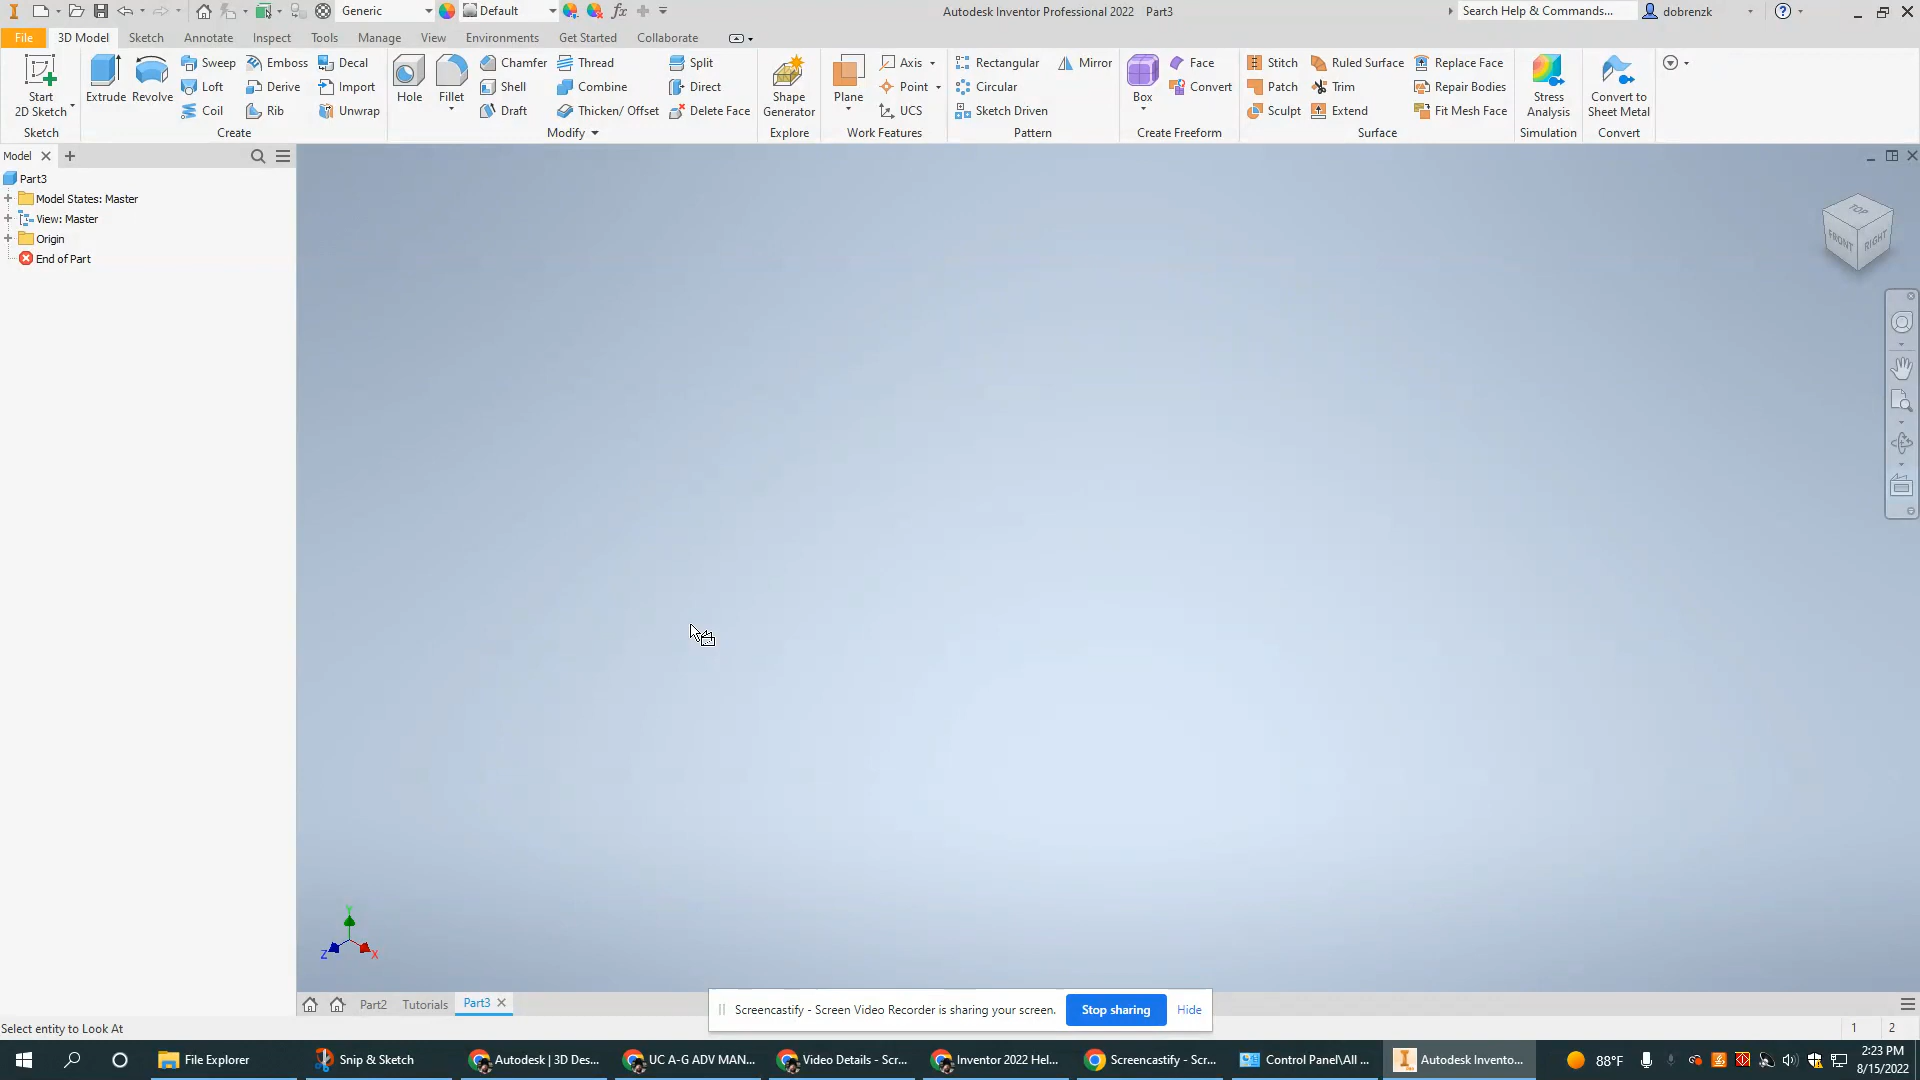 Generic
Default
fx
Autodesk Inventor Professional 2022 Part3
Search Help & Commands...
dobrenzk
File 3D Model Sketch Annotate Inspect Tools Manage View Environments Get Started Collaborate
Start
2D Sketch
Sketch
Extrude
Revolve
Sweep
Loft
Coil
Emboss
Derive
Rib
Decal
Import
Unwrap
Create
Hole
Fillet
Chamfer
Shell
Draft
Thread
Combine
Thicken/ Offset
Split
Direct
Delete Face
Modify
Shape
Generator
Explore
Plane
Axis
Point
UCS
Work Features
Rectangular
Circular
Sketch Driven
Mirror
Pattern
Box
Face
Convert
Create Freeform
Stitch
Patch
Sculpt
Ruled Surface
Trim
Extend
Replace Face
Repair Bodies
Fit Mesh Face
Surface
Stress
Analysis
Simulation
Convert to
Sheet Metal
Convert
Model
Part3
Model States: Master
View: Master
Origin
End of Part
TOP
FRONT
RIGHT
Y
Z
X
Part2 Tutorials Part3
Screencastify - Screen Video Recorder is sharing your screen. Stop sharing Hide
Select entity to Look At
1 2
File Explorer
Snip & Sketch
Autodesk | 3D Des...
UC A-G ADV MAN...
Video Details - Scr...
Inventor 2022 Hel...
Screencastify - Scr...
Control Panel\All ...
Autodesk Invento...
88°F
2:23 PM
8/15/2022